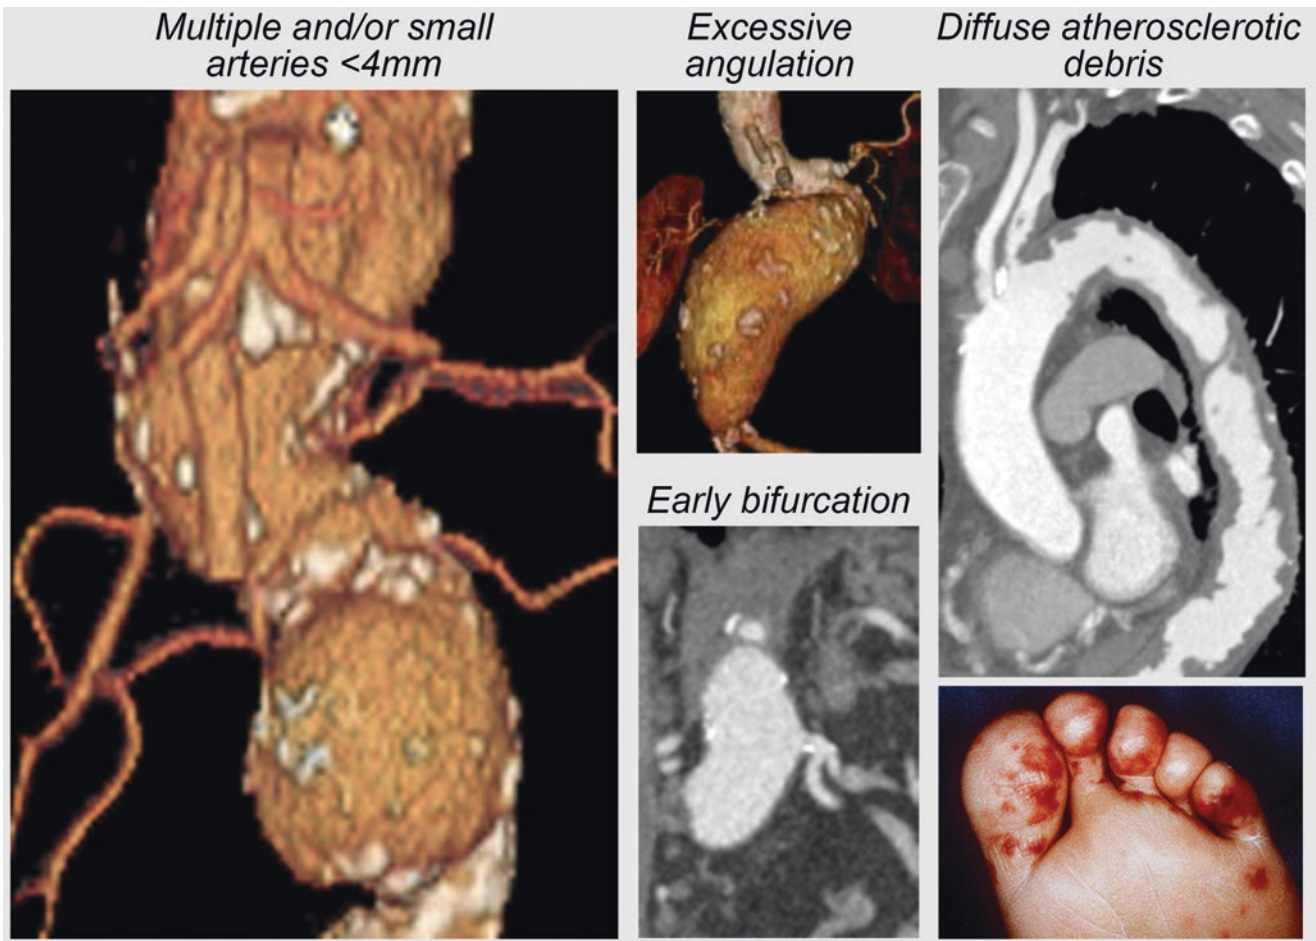 Multiple and/or small
arteries <4mm
Excessive
angulation
Diffuse atherosclerotic
debris
Early bifurcation